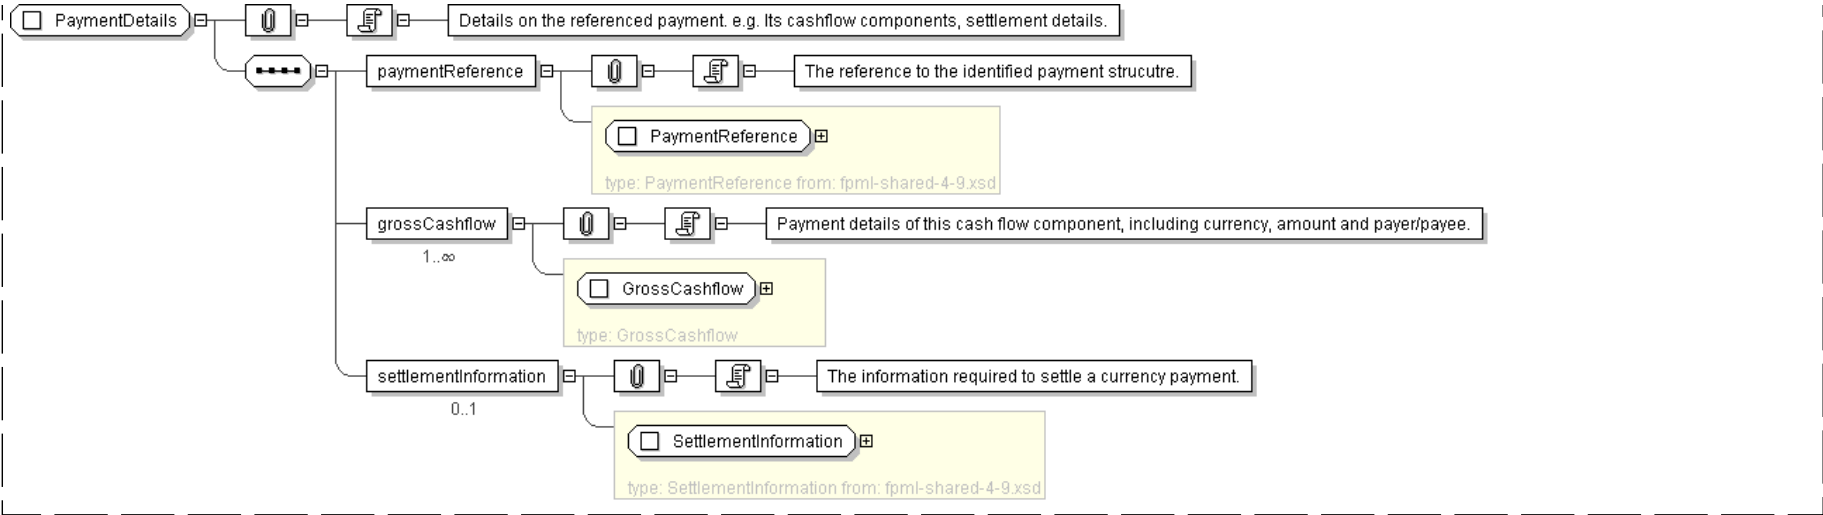 PaymentDetails
Details on the referenced payment. e.g. Its cashflow components, settlement details.
paymentReference
The reference to the identified payment strucutre.
PaymentReference
type: PaymentReference from: fpml-shared-4-9.xsd
grossCashflow
Payment details of this cash flow component, including currency, amount and payer/payee.
1..∞
GrossCashflow
type: GrossCashflow
settlementInformation
The information required to settle a currency payment.
0..1
SettlementInformation
type: SettlementInformation from: fpml-shared-4-9.xsd